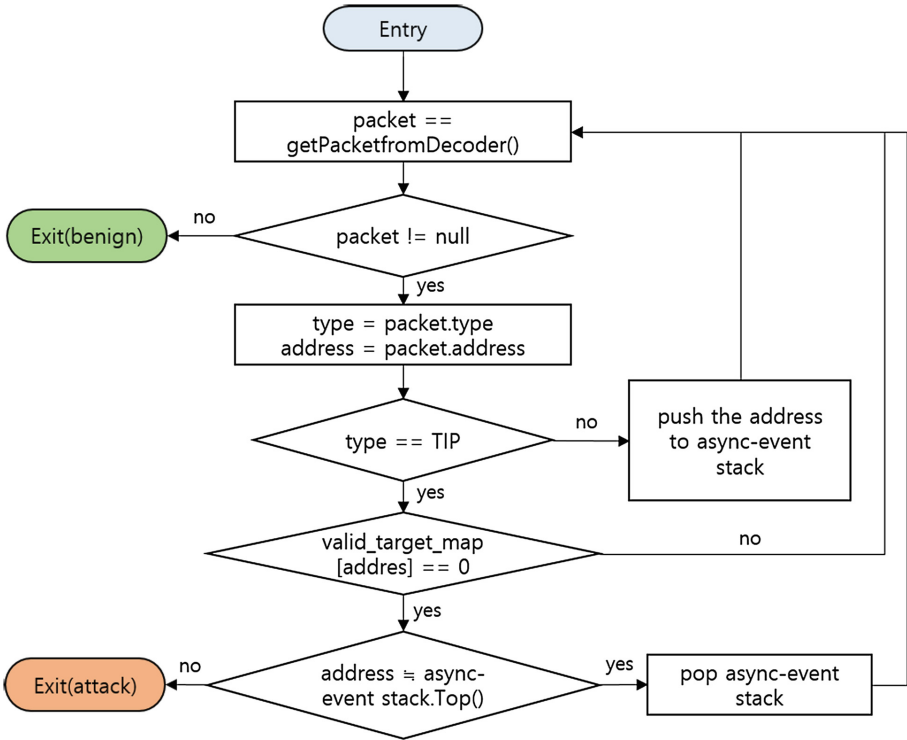 Entry
packet ==
getPacketfromDecoder()
no
Exit(benign)
packet != null
yes
type = packet.type
address = packet.address
type == TIP
no
push the address
to async-event
stack
yes
valid_target_map
[addres] == 0
no
yes
no
Exit(attack)
address ≒ async-
event stack.Top()
yes
pop async-event
stack